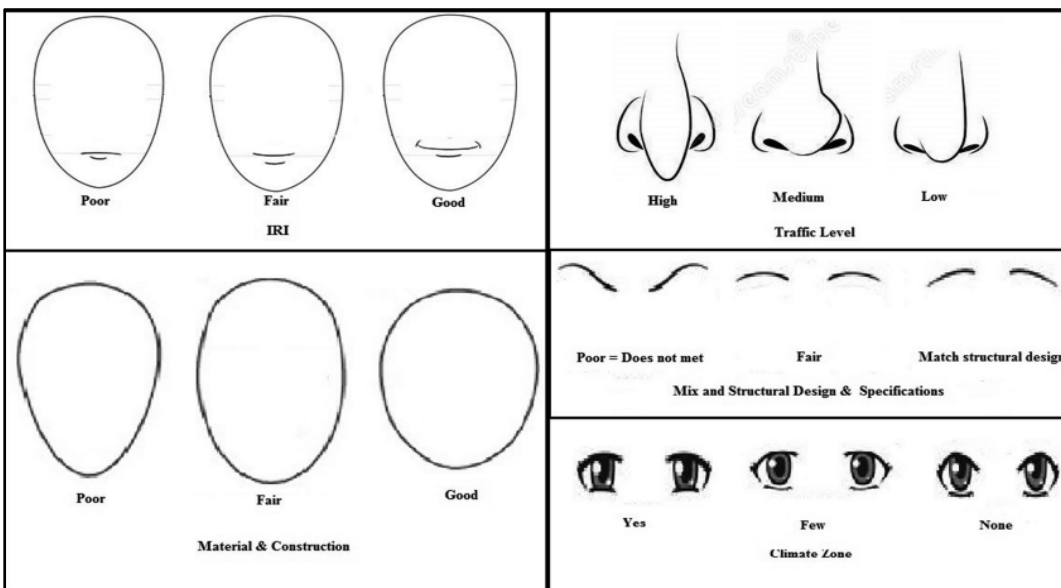 Poor Fair Good
IRI
High Medium Low
Traffic Level
Poor = Does not met Fair Match structural design
Mix and Structural Design & Specifications
Poor Fair Good
Material & Construction
Yes Few None
Climate Zone